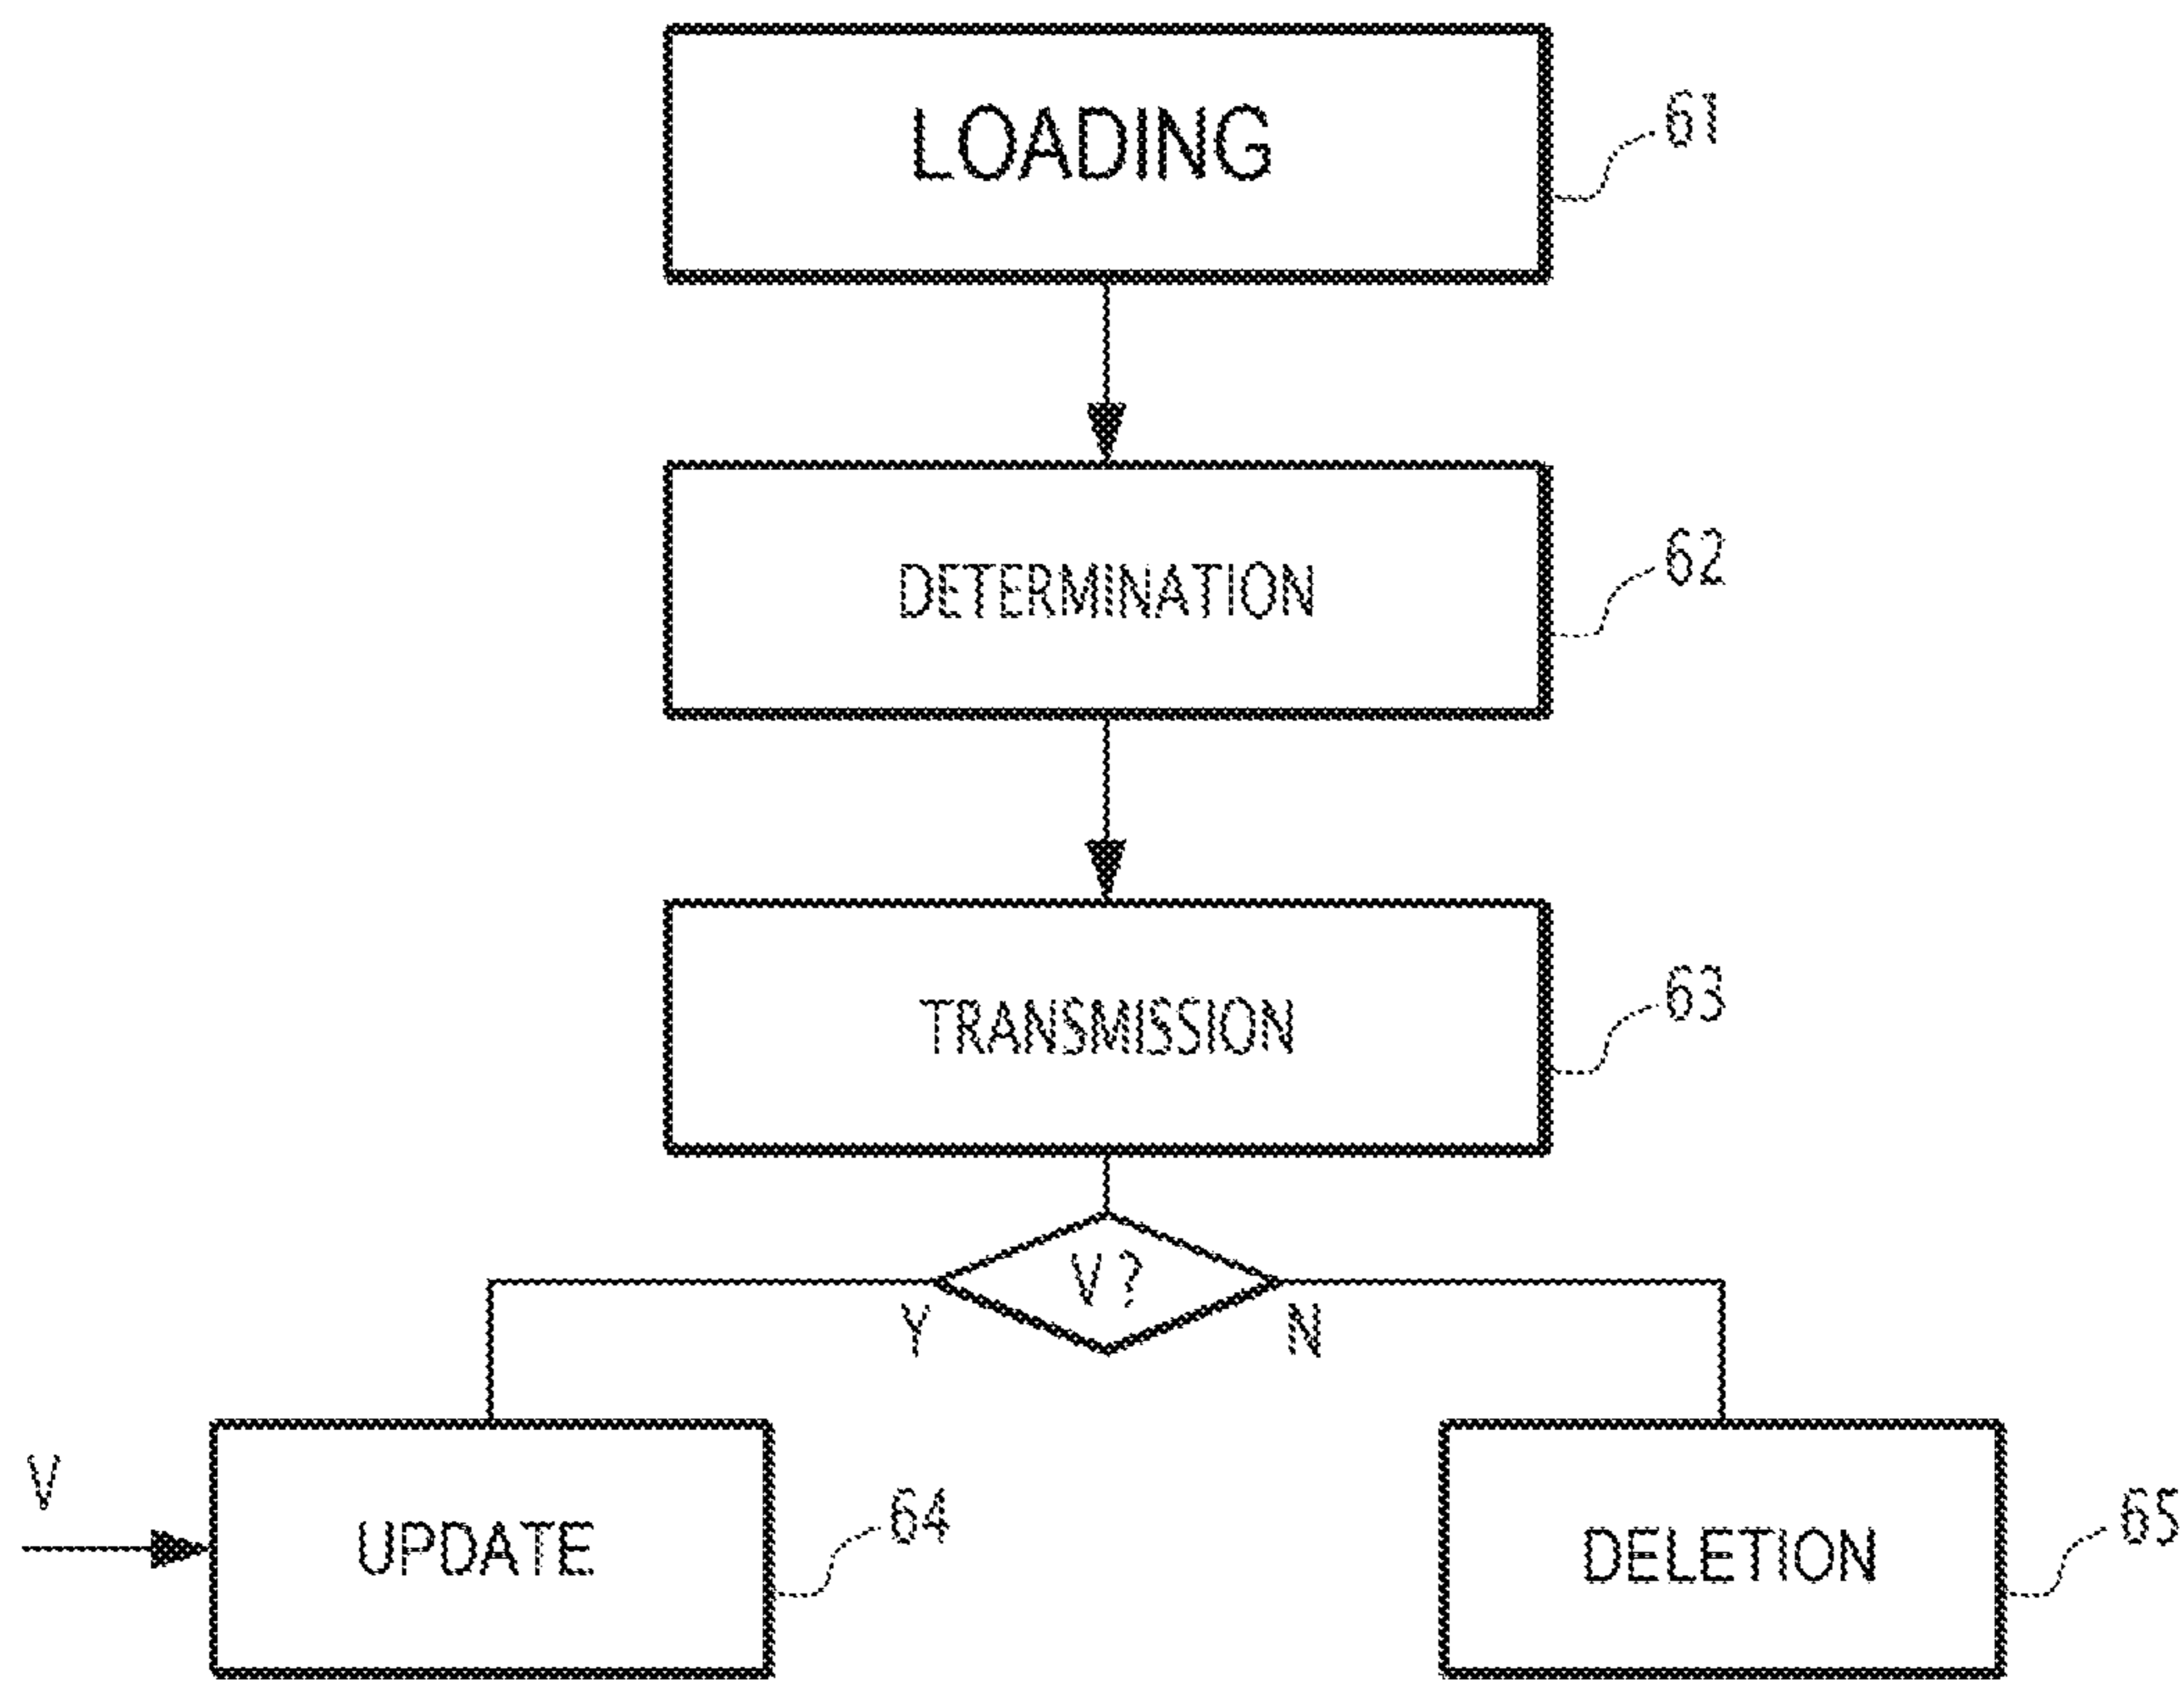 LOADING
61
DETERMINATION
62
TRANSMISSION
63
V?
Y
N
V
UPDATE
64
DELETION
65